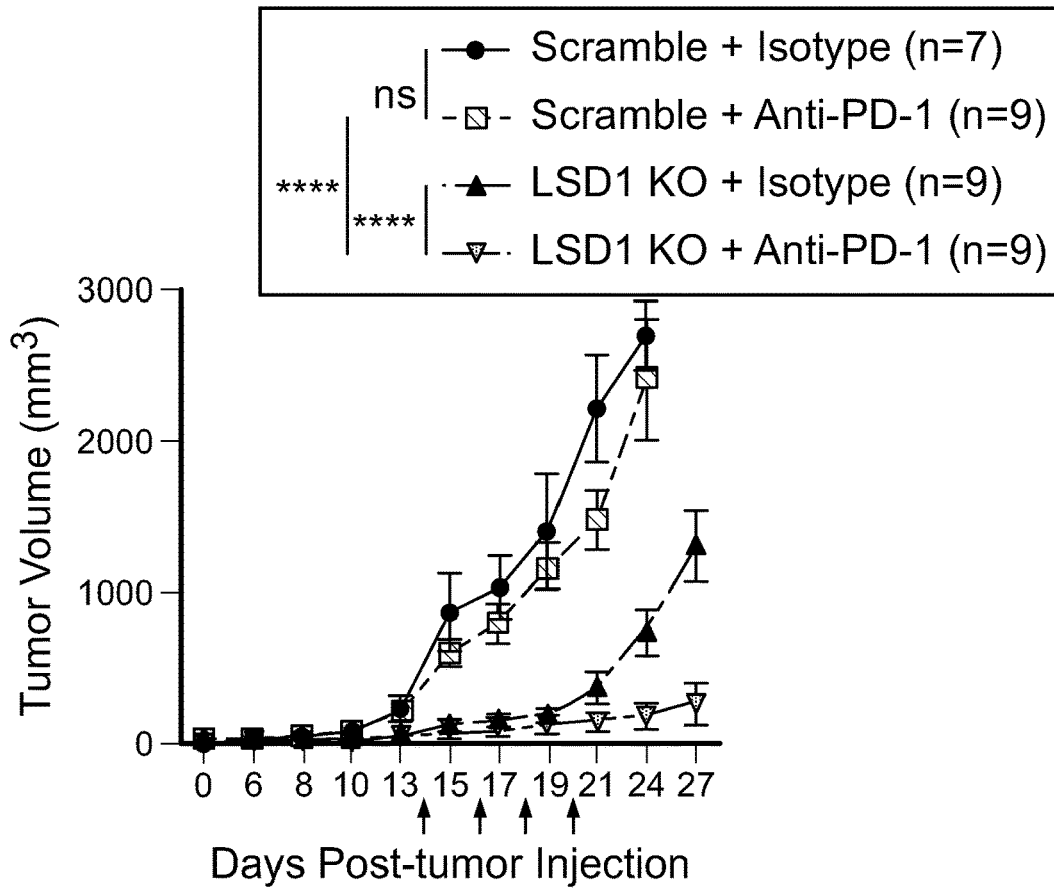 Scramble + Isotype (n=7)
ns
Scramble + Anti-PD-1 (n=9)
LSD1 KO + Isotype (n=9)
****
****
LSD1 KO + Anti-PD-1 (n=9)
Tumor Volume (mm³)
3000
2000
1000
0
0 6 8 10 13 15 17 19 21 24 27
Days Post-tumor Injection